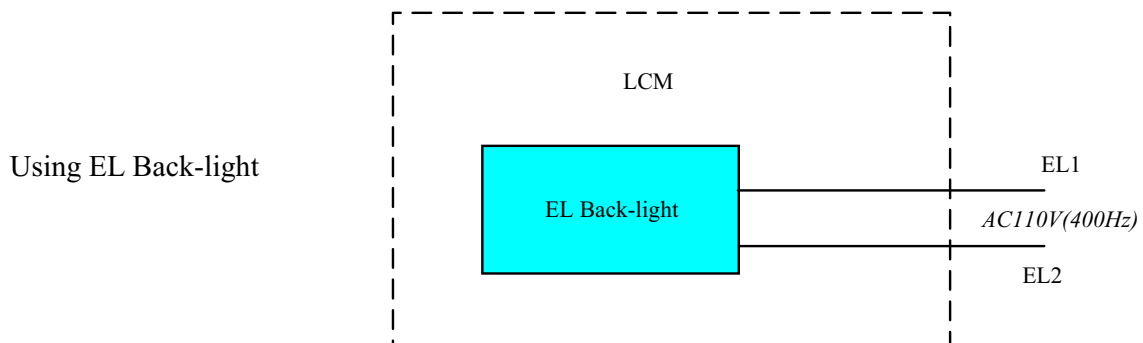 LCM
Using EL Back-light
EL Back-light
EL1
AC110V(400Hz)
EL2